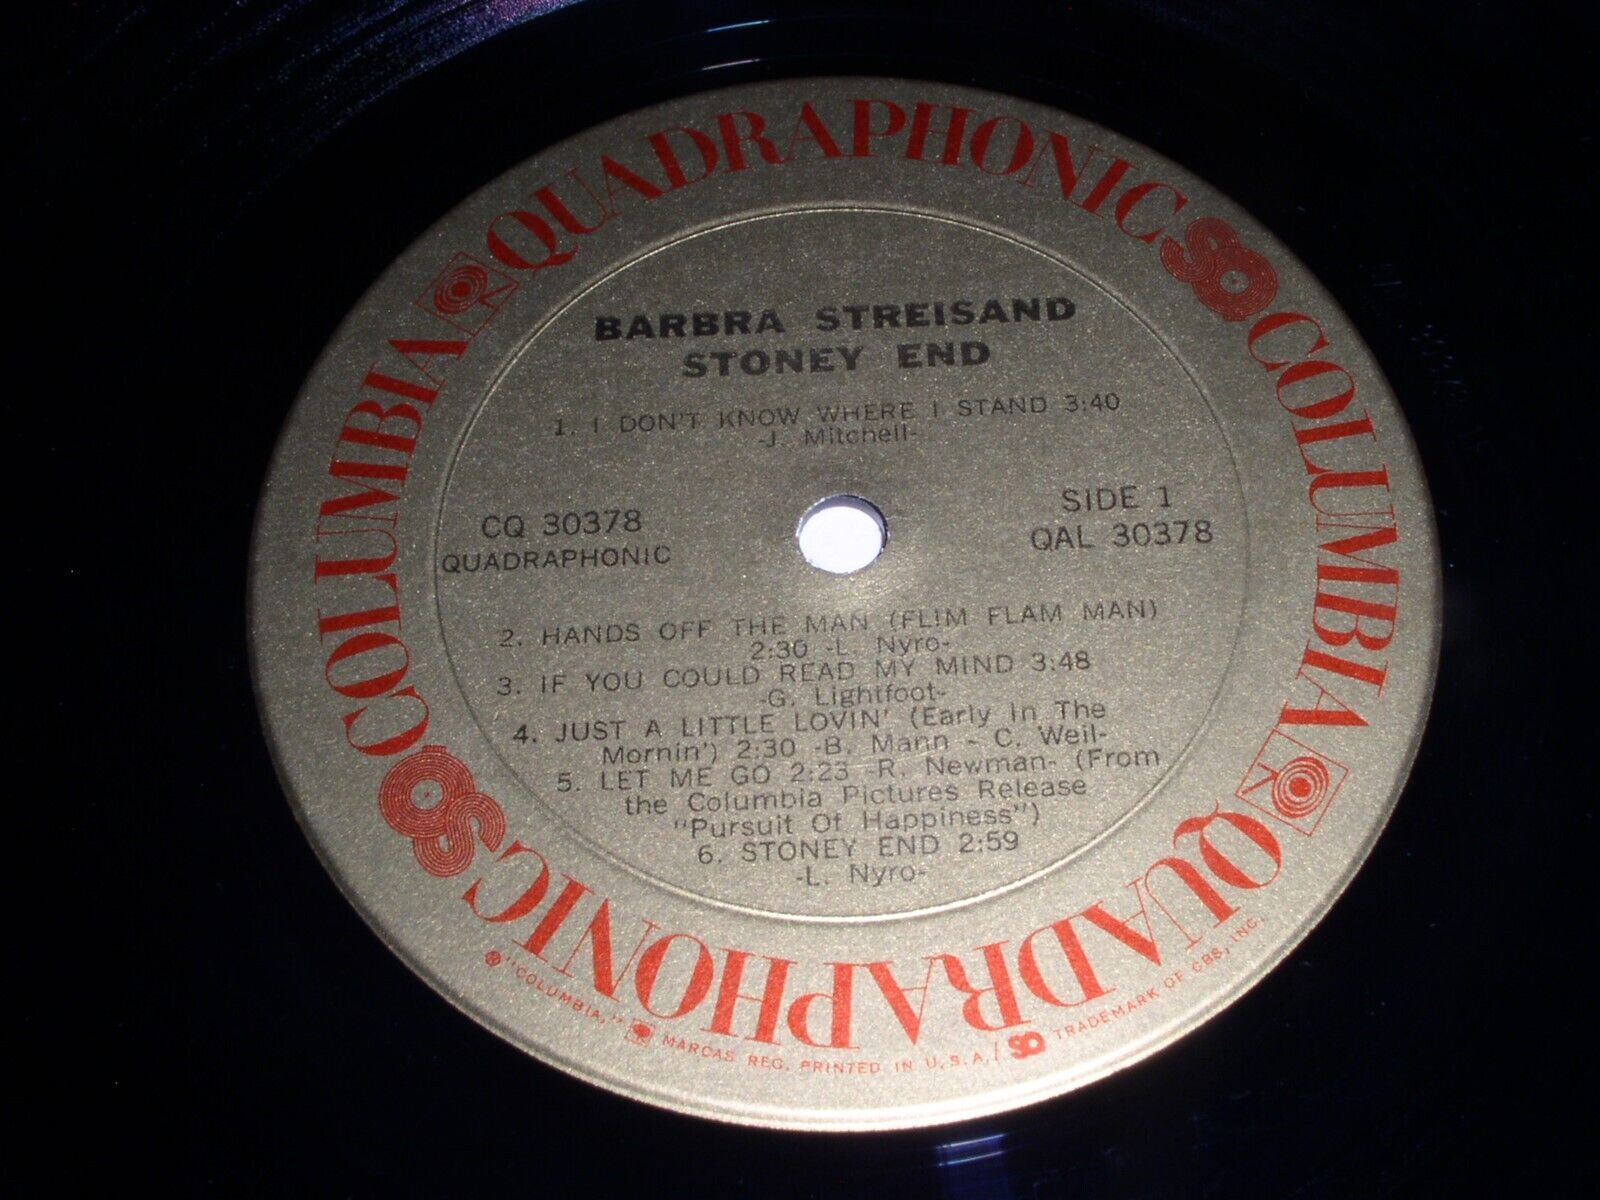 COLUMBIA QUADRAPHONIC SQ COLUMBIA QUADRAPHONIC SQ
BARBRA STREISAND
STONEY END
1. I DON'T KNOW WHERE I STAND 3:40
-J. Mitchell-
CQ 30378
QUADRAPHONIC
SIDE 1
QAL 30378
2. HANDS OFF THE MAN (FL!M FLAM MAN)
2:30 -L. Nyro-
3. IF YOU COULD READ MY MIND 3:48
-G. Lightfoot-
4. JUST A LITTLE LOVIN' (Early In The
Mornin') 2:30 -B. Mann - C. Weil-
5. LET ME GO 2:23 -R. Newman- (From
the Columbia Pictures Release
"Pursuit Of Happiness")
6. STONEY END 2:59
-L. Nyro-
® "COLUMBIA," MARCAS REG. PRINTED IN U.S.A./ SQ TRADEMARK OF CBS, INC.